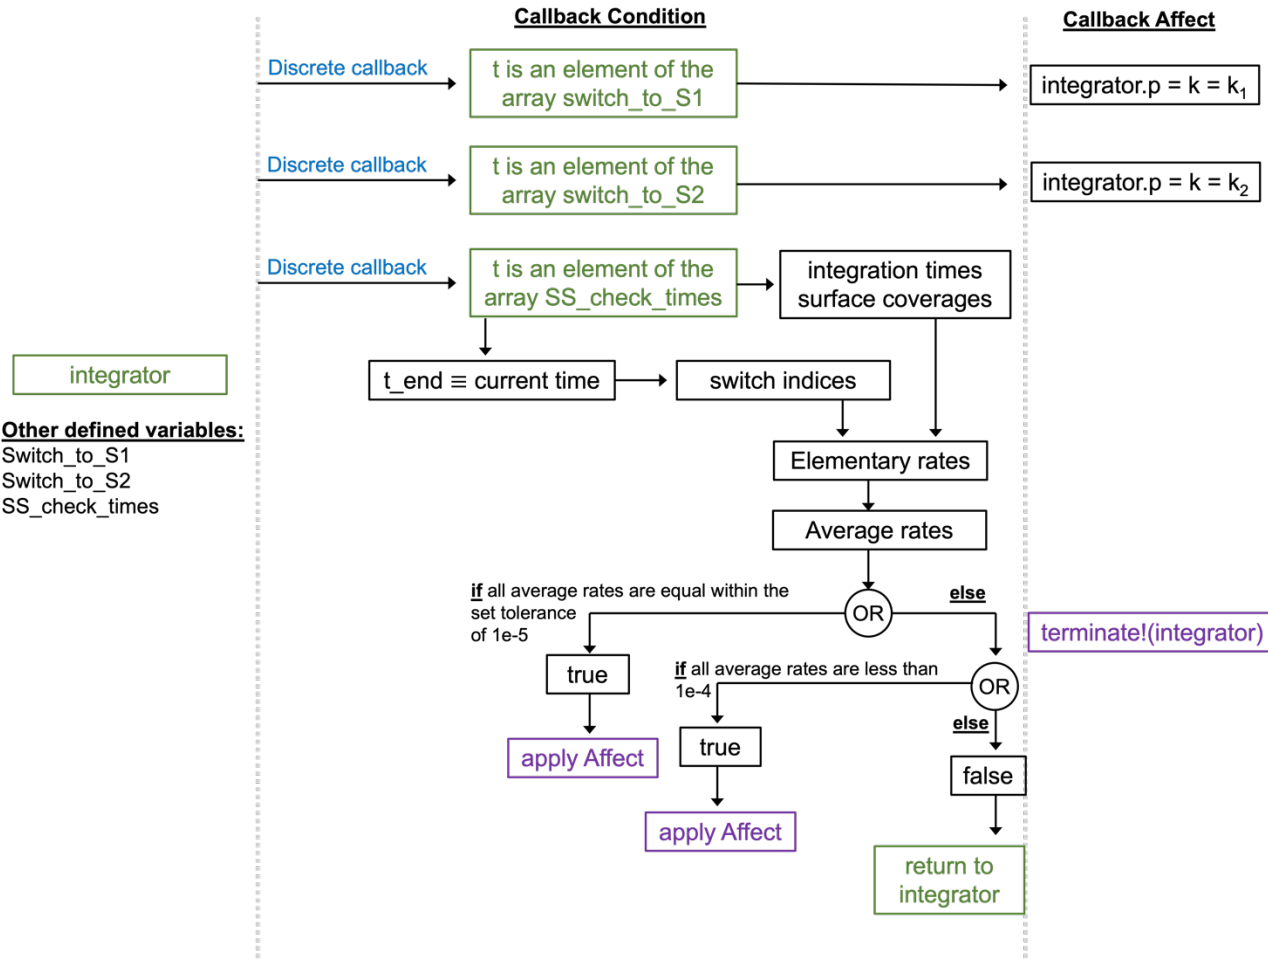 Callback Condition
Callback Affect
Discrete callback
t is an element of the
array switch_to_S1
integrator.p = k = k₁
Discrete callback
t is an element of the
array switch_to_S2
integrator.p = k = k₂
Discrete callback
t is an element of the
array SS_check_times
integration times
surface coverages
integrator
t_end ≡ current time
switch indices
Other defined variables:
Switch_to_S1
Switch_to_S2
SS_check_times
Elementary rates
Average rates
if all average rates are equal within the
set tolerance
of 1e-5
OR
else
terminate!(integrator)
true
if all average rates are less than
1e-4
OR
else
apply Affect
true
false
apply Affect
return to
integrator